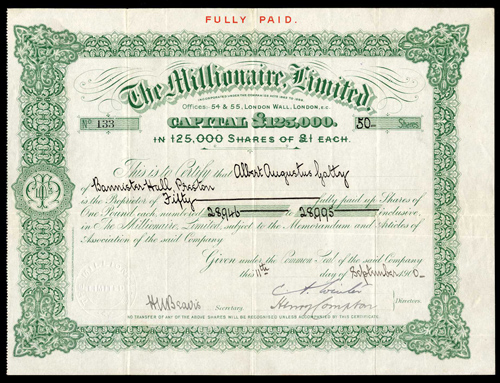 FULLY PAID.
The Millionaire, Limited,
INCORPORATED UNDER THE COMPANIES ACTS 1862 TO 1898.
Offices: 54 & 55, LONDON WALL, LONDON, E.C.
CAPITAL £125,000.
No 133
50 Shares
IN 125,000 SHARES OF £1 EACH.
This is to Certify that Albert Augustus
of Bannister Hall Preston
is the Proprietor of Fifty fully paid up Shares of
One Pound each, numbered 28946 to 28995 inclusive,
in The Millionaire, Limited, subject to the Memorandum and Articles of
Association of the said Company
Given under the Common Seal of the said Company
this 11th day of September 190
H W Beavis Secretary
Henry Compton Directors
NO TRANSFER OF ANY OF THE ABOVE SHARES WILL BE RECOGNISED UNLESS ACCOMPANIED BY THIS CERTIFICATE.